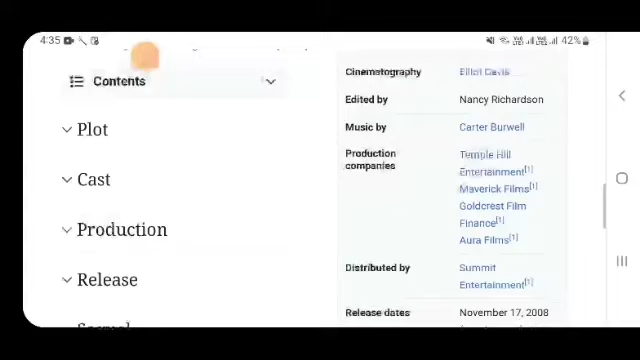 4:35
42%
Contents
Plot
Cast
Production
Release
Cinematography Elliot Davis
Edited by Nancy Richardson
Music by Carter Burwell
Production companies Temple Hill
Entertainment[1]
Maverick Films[1]
Goldcrest Film
Finance[1]
Aura Films[1]
Distributed by Summit
Entertainment[1]
Release dates November 17, 2008